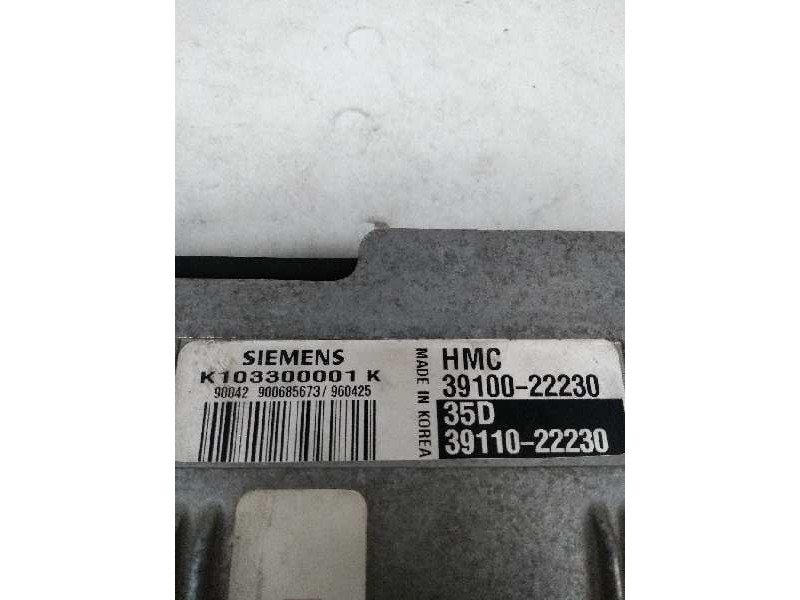 SIEMENS
K103300001 K
90042 900685673/ 960425
MADE IN KOREA
HMC
39100-22230
35D
39110-22230